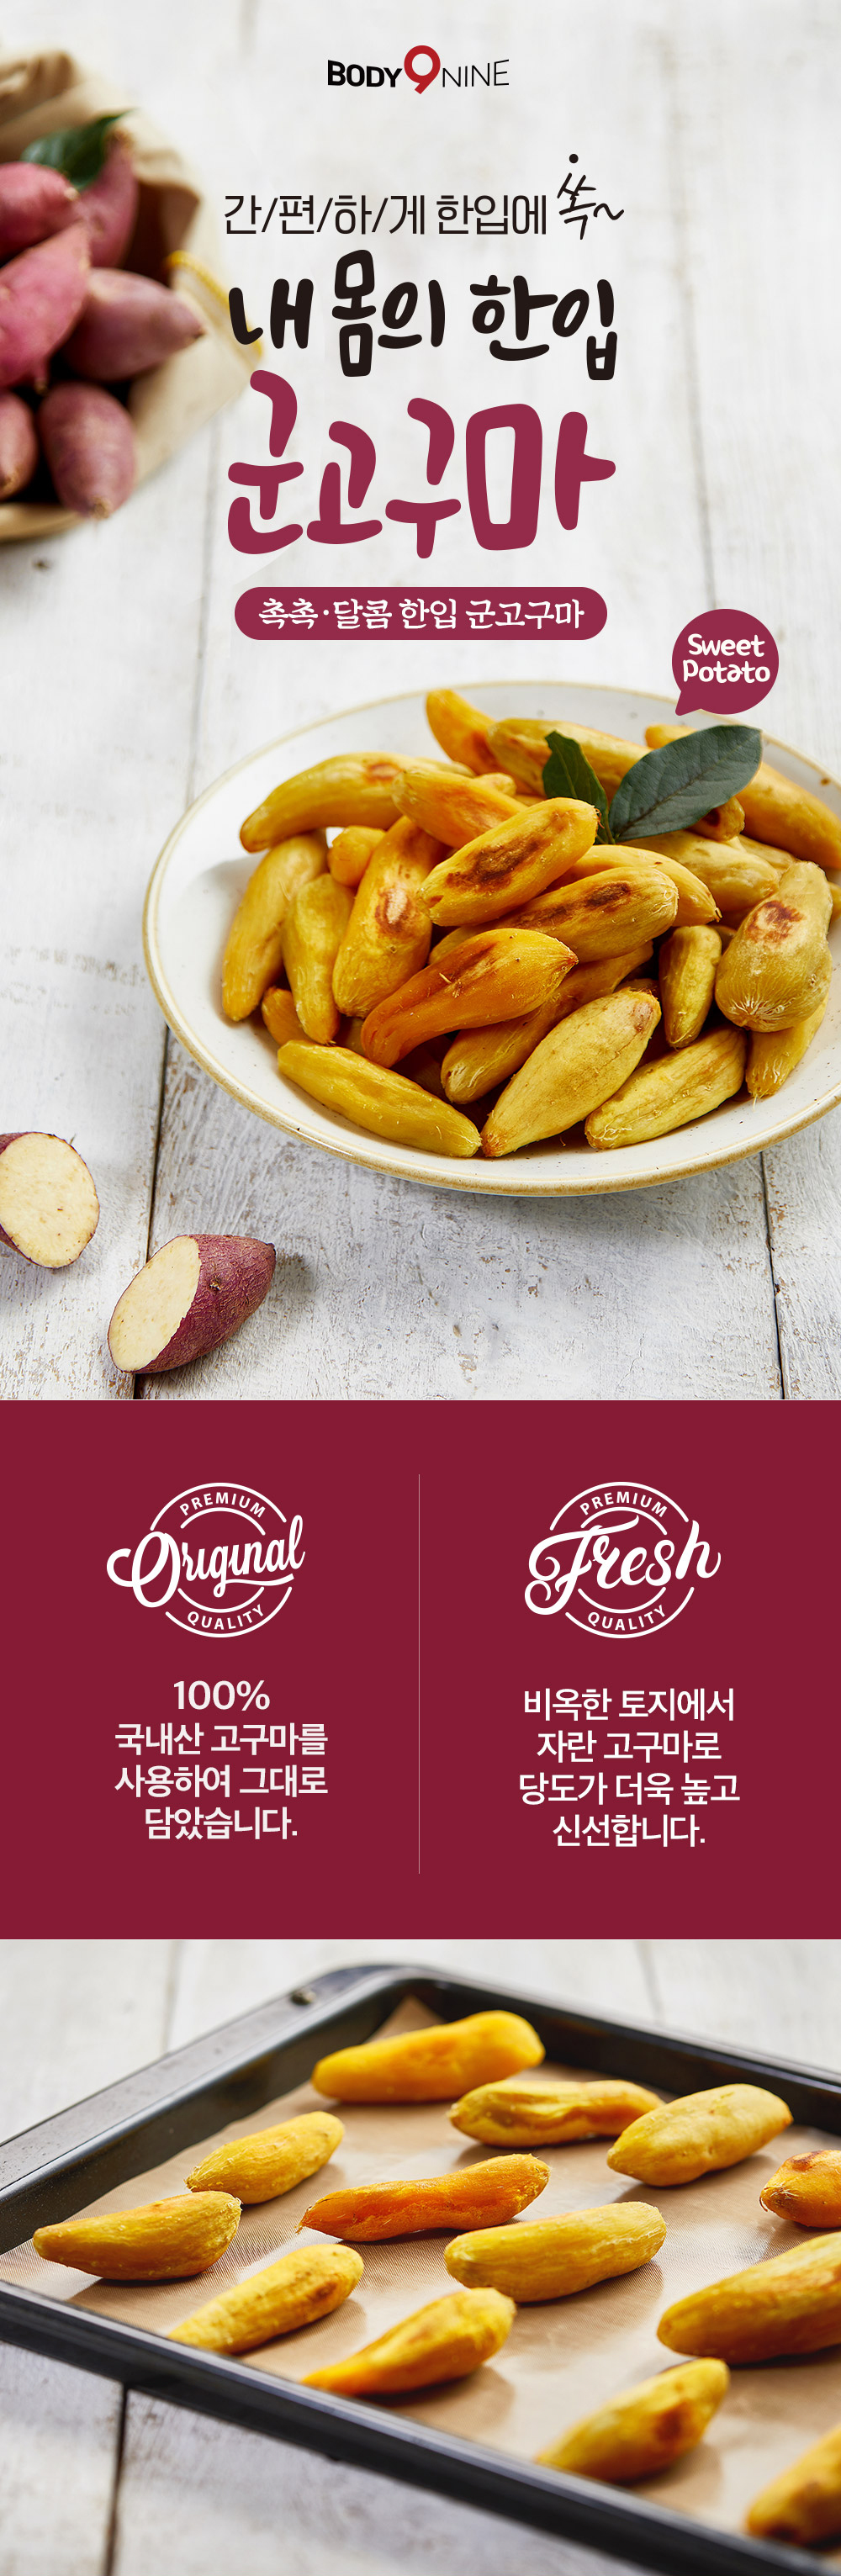 BODY9NINE
간/편/하/게 한입에 쏙~
내 몸의 한입
군고구마
촉촉·달콤 한입 군고구마
Sweet
Potato
PREMIUM
Original
QUALITY
100%
국내산 고구마를
사용하여 그대로
담았습니다.
PREMIUM
Fresh
QUALITY
비옥한 토지에서
자란 고구마로
당도가 더욱 높고
신선합니다.